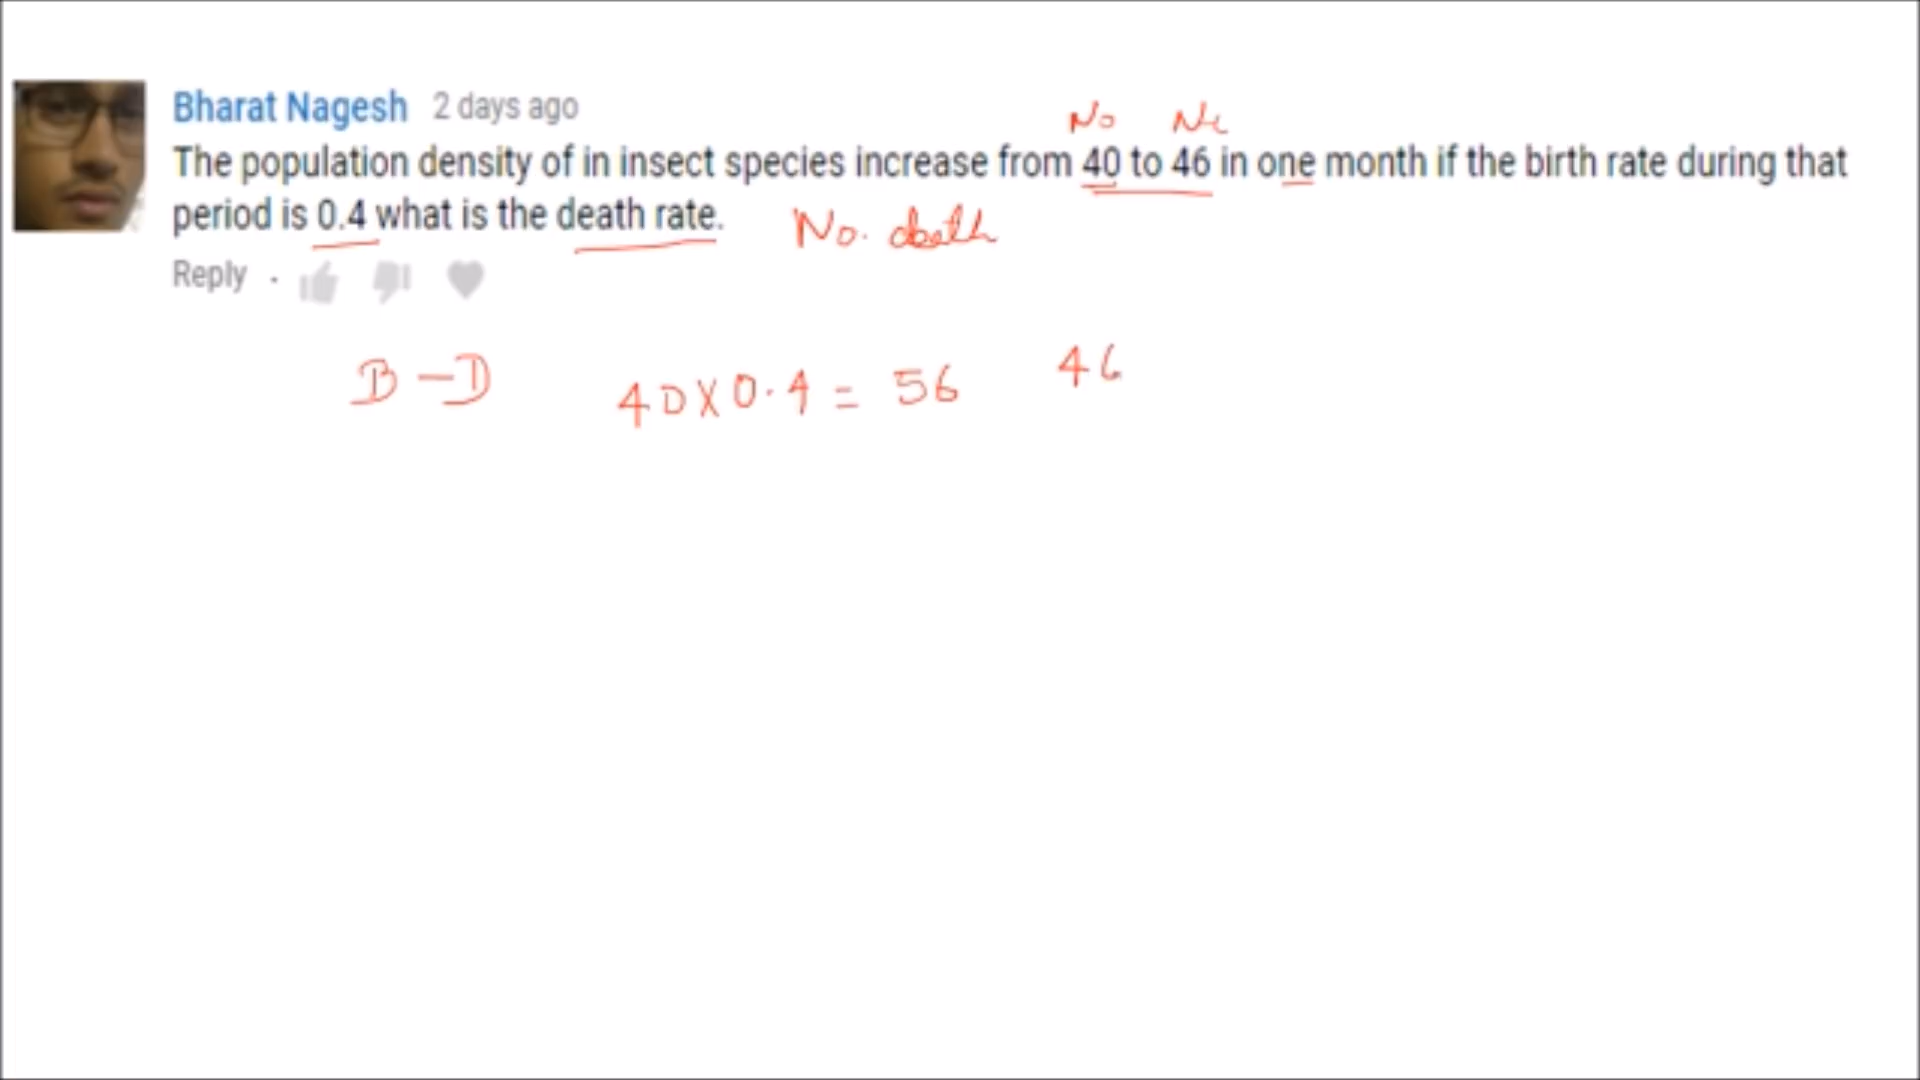 Bharat Nagesh 2 days ago
No Nt
The population density of in insect species increase from 40 to 46 in one month if the birth rate during that
period is 0.4 what is the death rate. No. death
Reply .
B - D 40 X 0.4 = 56 46